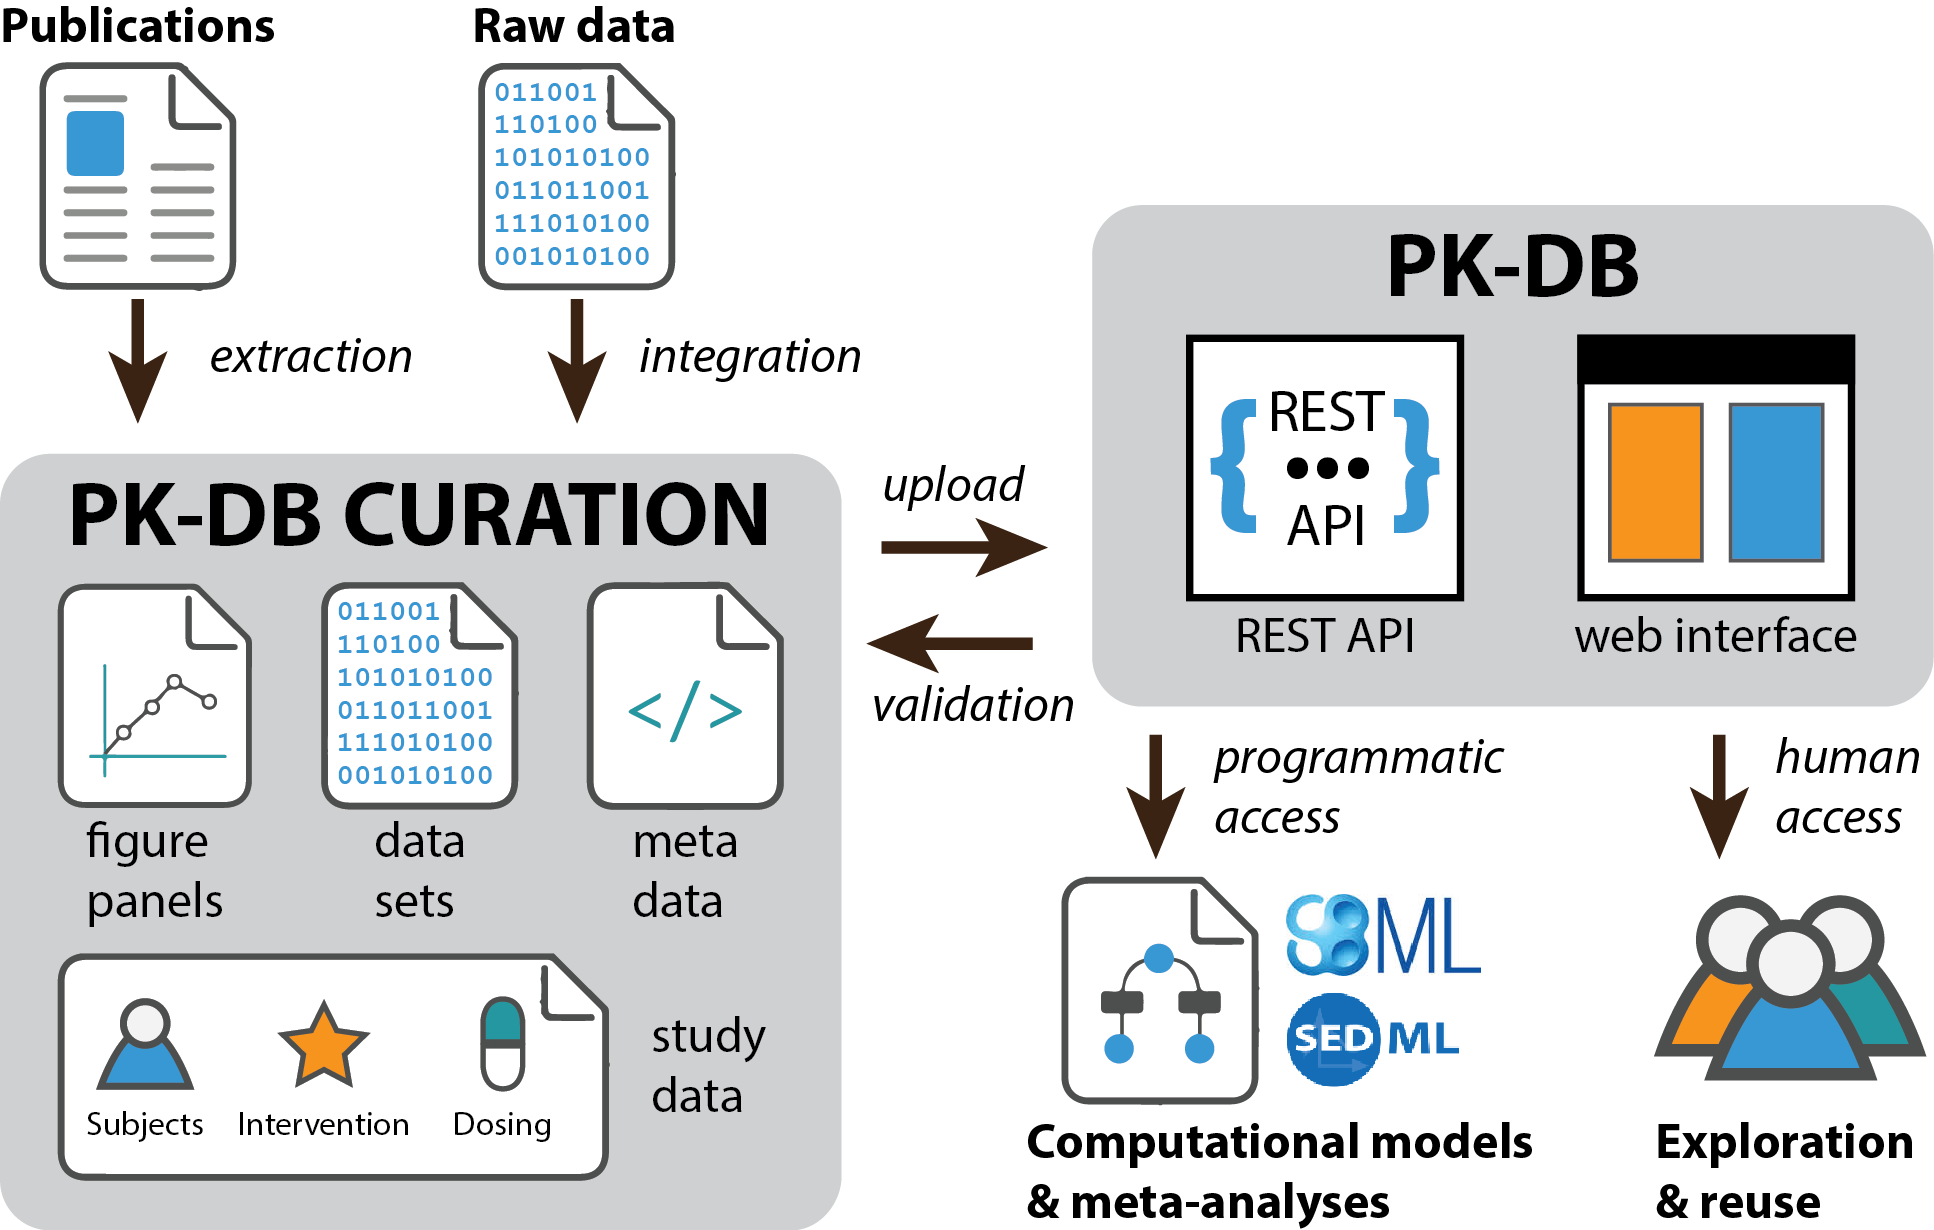 Publications
Raw data
011001
110100
101010100
011011001
111010100
001010100
extraction
integration
PK-DB CURATION
011001
110100
101010100
011011001
111010100
001010100
</>
figure
panels
data
sets
meta
data
Subjects
Intervention
Dosing
study
data
upload
validation
PK-DB
{ REST
•••
API }
REST API
web interface
programmatic
access
human
access
SBML
SED ML
Computational models
& meta-analyses
Exploration
& reuse